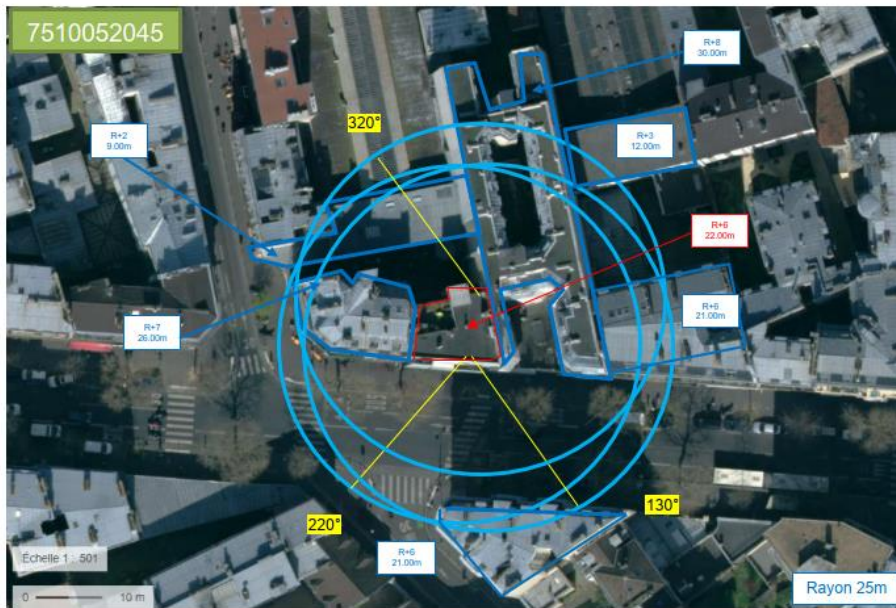 7510052045
R+8
30.00m
320°
R+2
9.00m
R+3
12.00m
R+6
22.00m
R+7
26.00m
R+6
21.00m
130°
220°
R+6
21.00m
Échelle 1 : 501
0
10 m
Rayon 25m